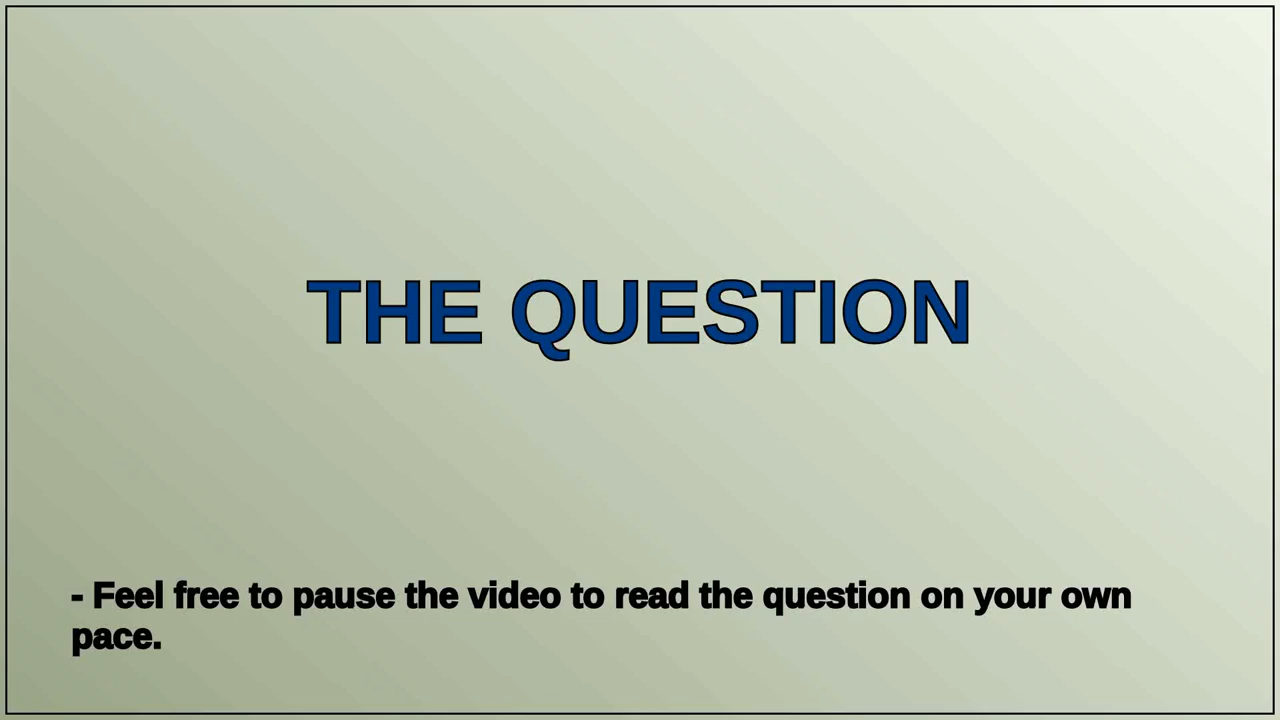 THE QUESTION
- Feel free to pause the video to read the question on your own
pace.